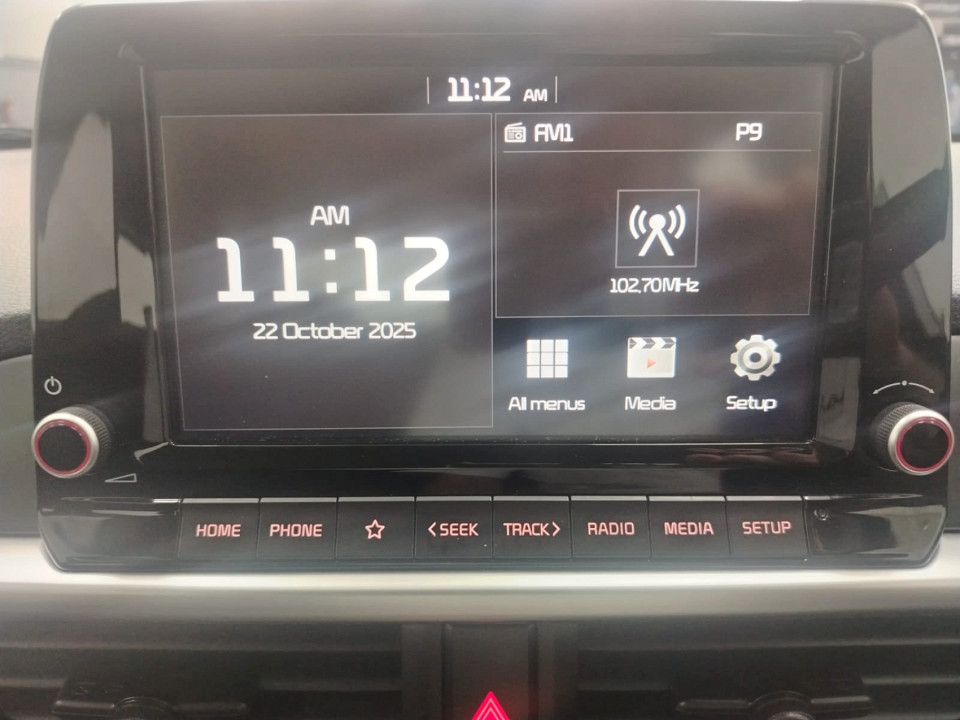 11:12 AM
AM
11:12
22 October 2025
FM1 P9
102.70MHz
All menus Media Setup
HOME PHONE <SEEK TRACK> RADIO MEDIA SETUP